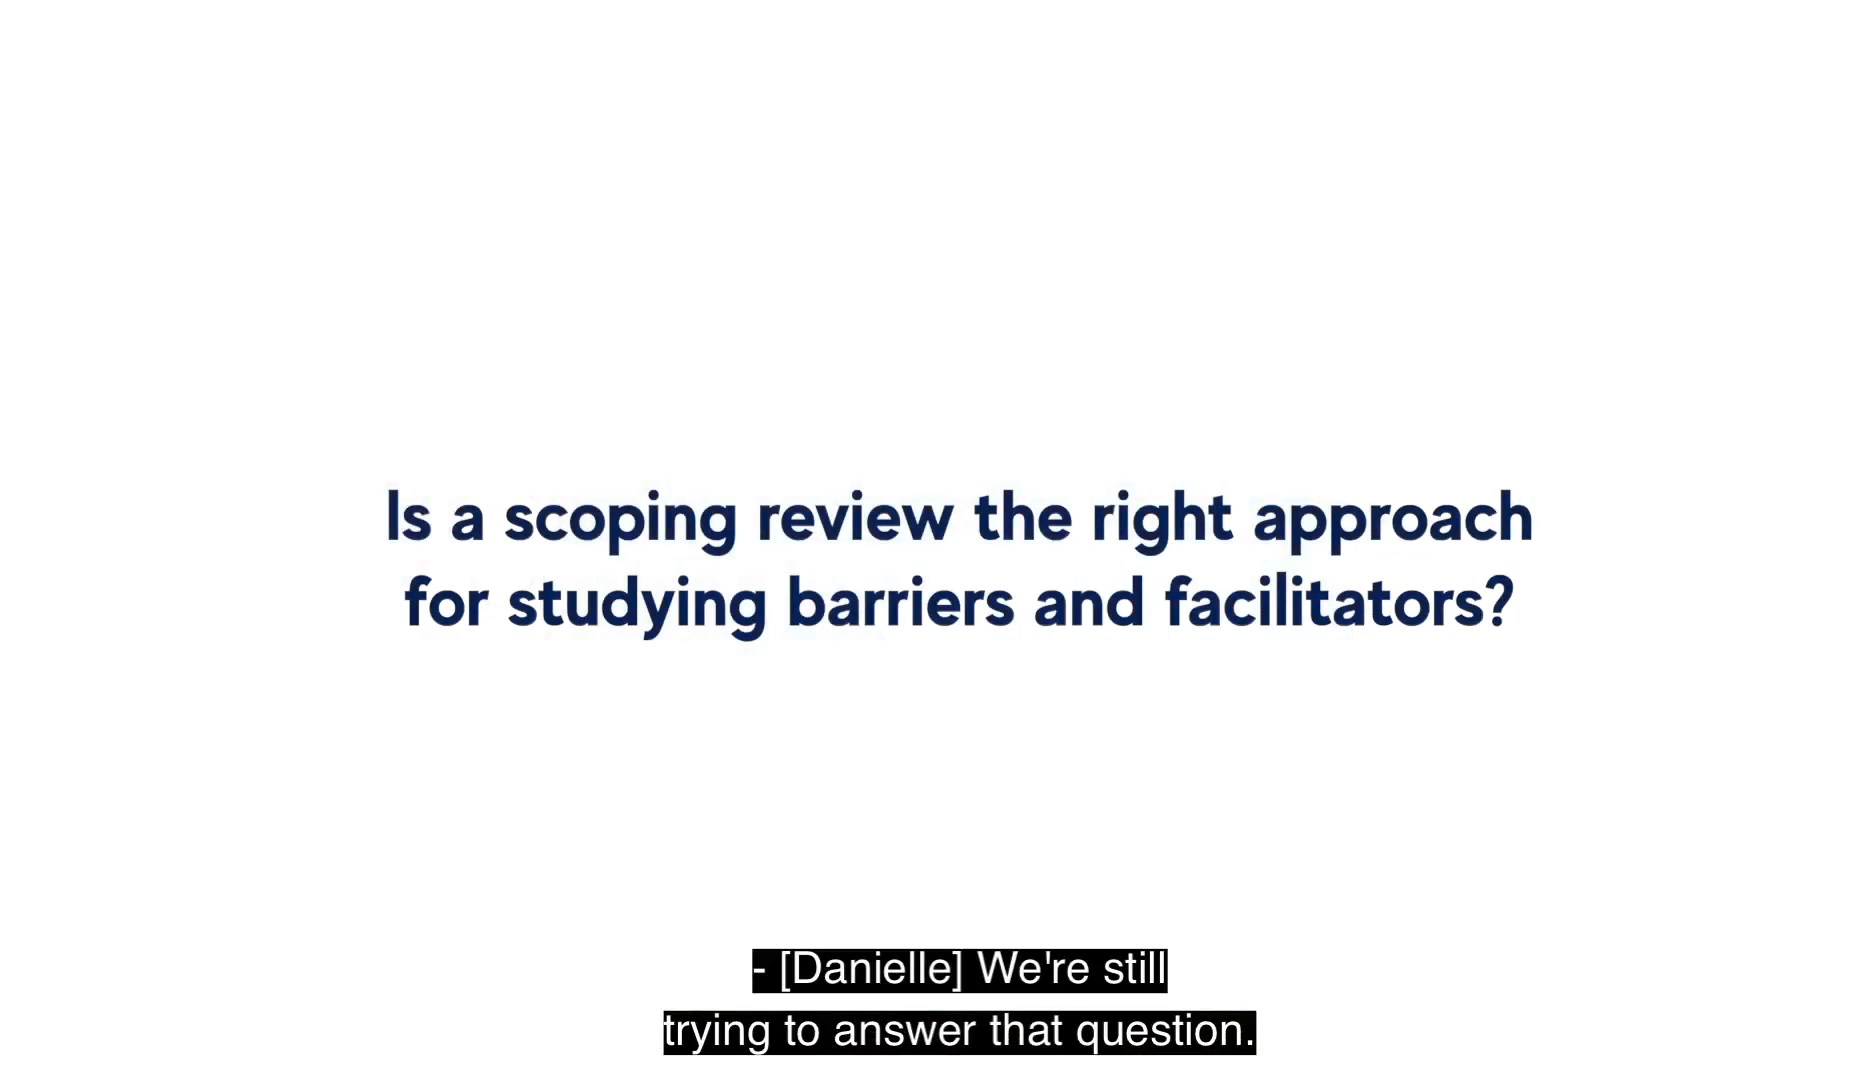 Is a scoping review the right approach
for studying barriers and facilitators?
- [Danielle] We're still
trying to answer that question.